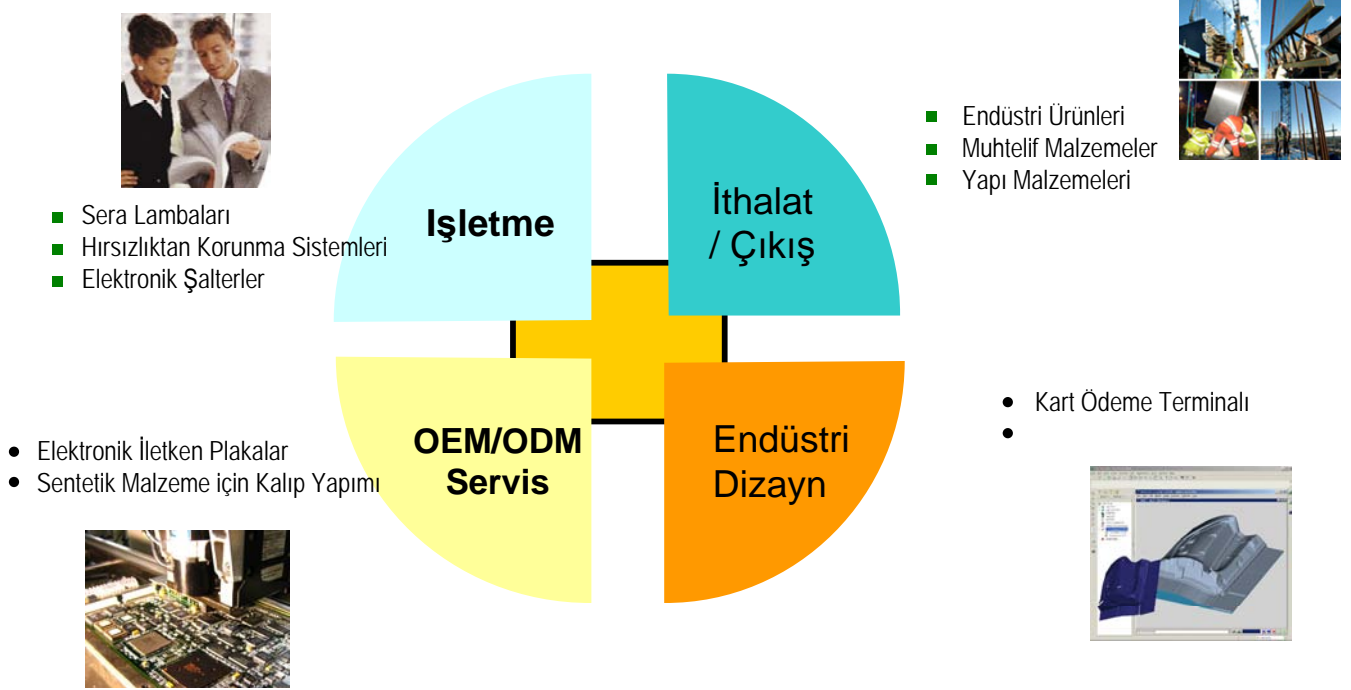 Endüstri Ürünleri
Muhtelif Malzemeler
Yapı Malzemeleri
Sera Lambaları
Hırsızlıktan Korunma Sistemleri
Elektronik Şalterler
Işletme
İthalat
/ Çıkış
Kart Ödeme Terminalı
Elektronik İletken Plakalar
Sentetik Malzeme için Kalıp Yapımı
OEM/ODM
Servis
Endüstri
Dizayn